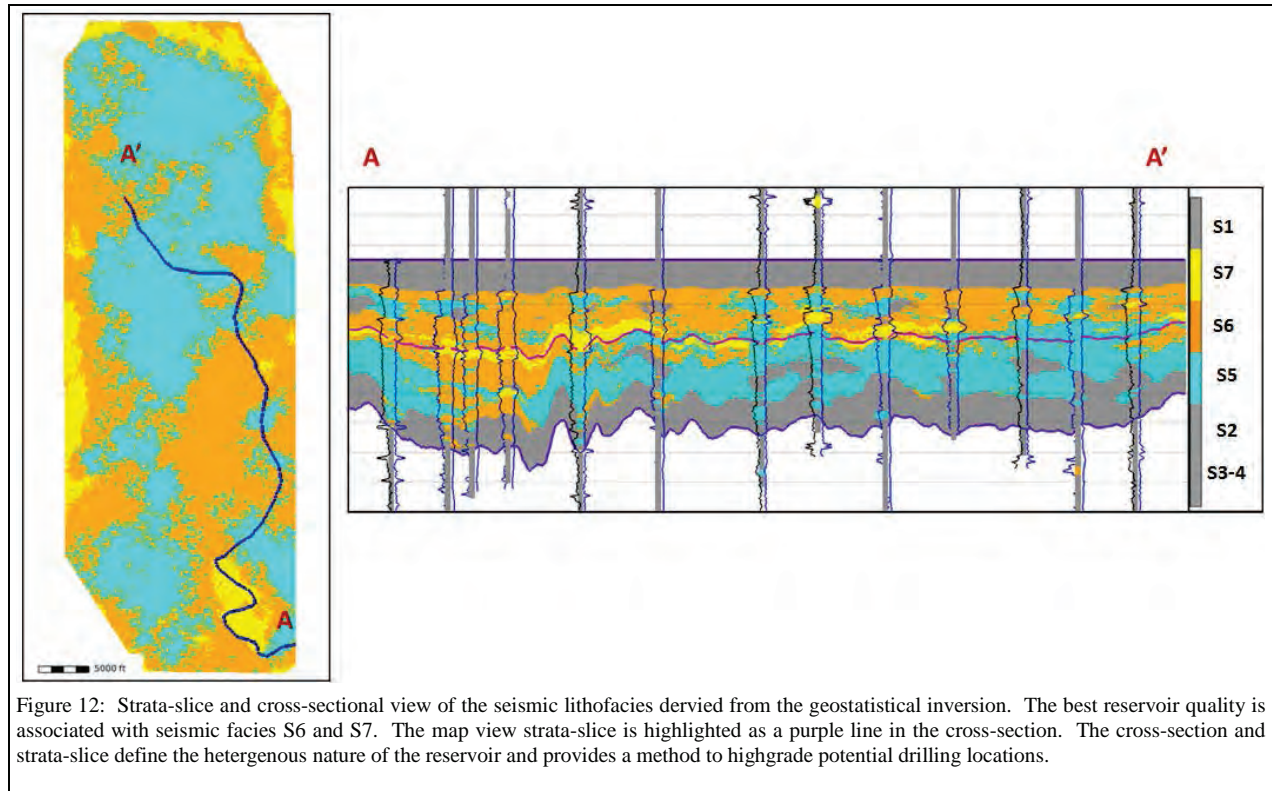 A'
A
5000 ft
A
A'
S1
S7
S6
S5
S2
S3-4
Figure 12: Strata-slice and cross-sectional view of the seismic lithofacies dervied from the geostatistical inversion. The best reservoir quality is
associated with seismic facies S6 and S7. The map view strata-slice is highlighted as a purple line in the cross-section. The cross-section and
strata-slice define the hetergenous nature of the reservoir and provides a method to highgrade potential drilling locations.